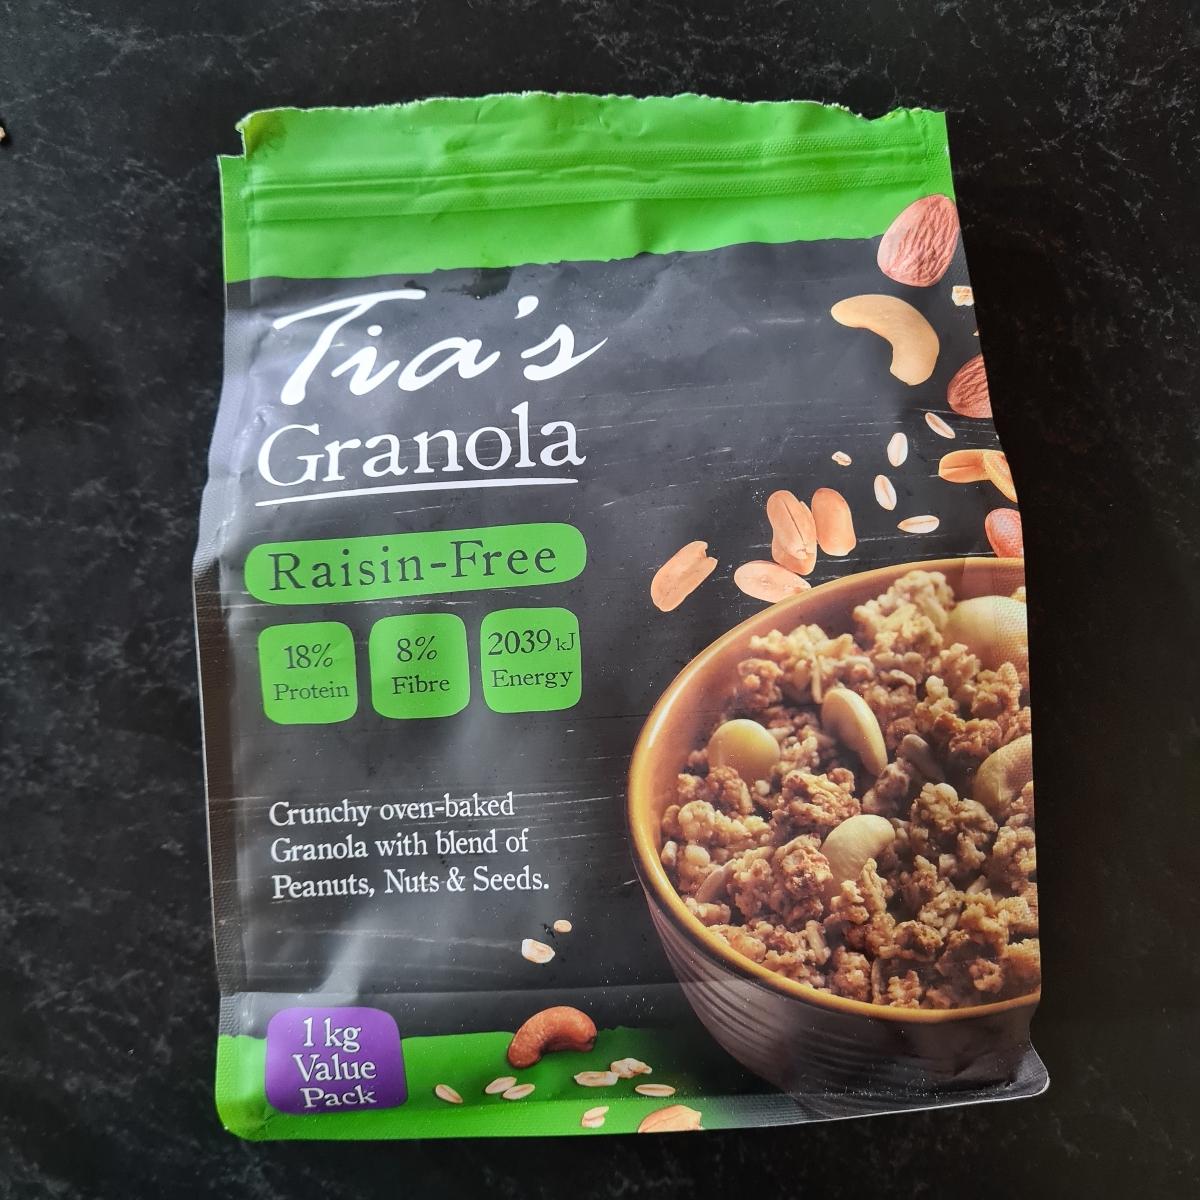 Tia's
Granola
Raisin-Free
18%
Protein
8%
Fibre
2039 kJ
Energy
Crunchy oven-baked
Granola with blend of
Peanuts, Nuts & Seeds.
1 kg
Value
Pack